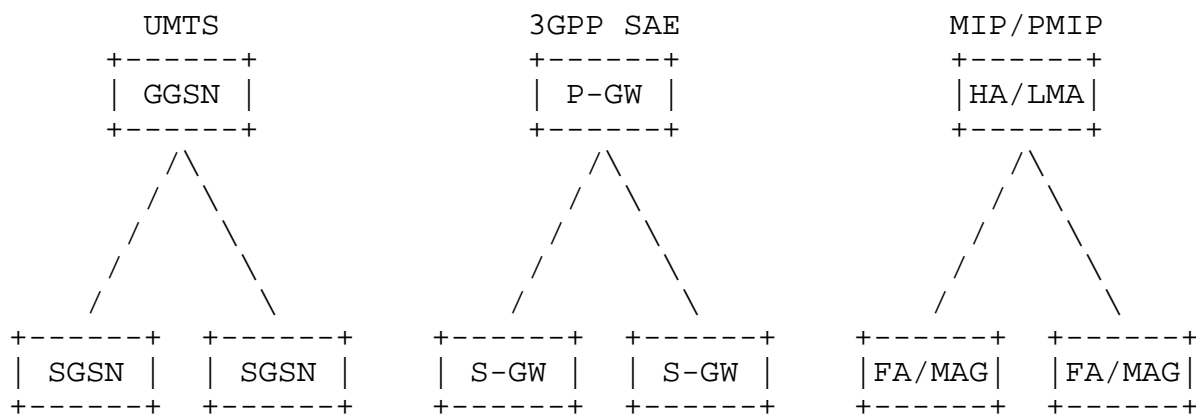 UMTS 3GPP SAE MIP/PMIP
GGSN P-GW HA/LMA
SGSN SGSN S-GW S-GW FA/MAG FA/MAG